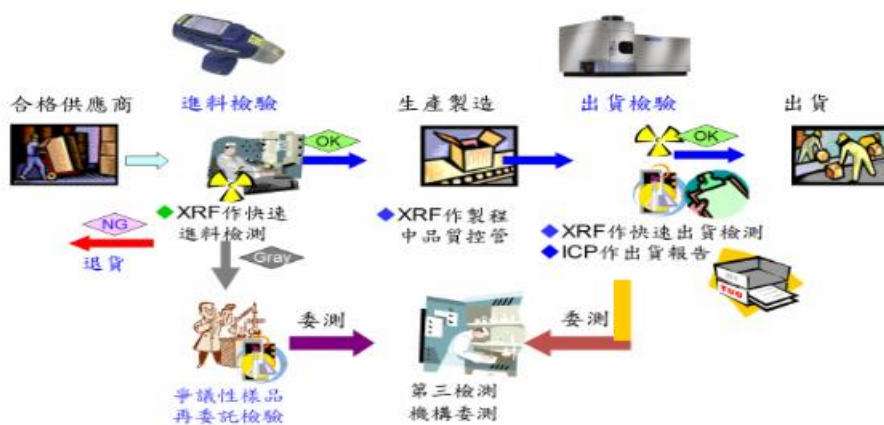 合格供應商
進料檢驗
生產製造
出貨檢驗
出貨
OK
OK
XRF作快速
進料檢測
XRF作製程
中品質控管
XRF作快速出貨檢測
ICP作出貨報告
NG
退貨
Gray
委測
委測
爭議性樣品
再委託檢驗
第三檢測
機構委測